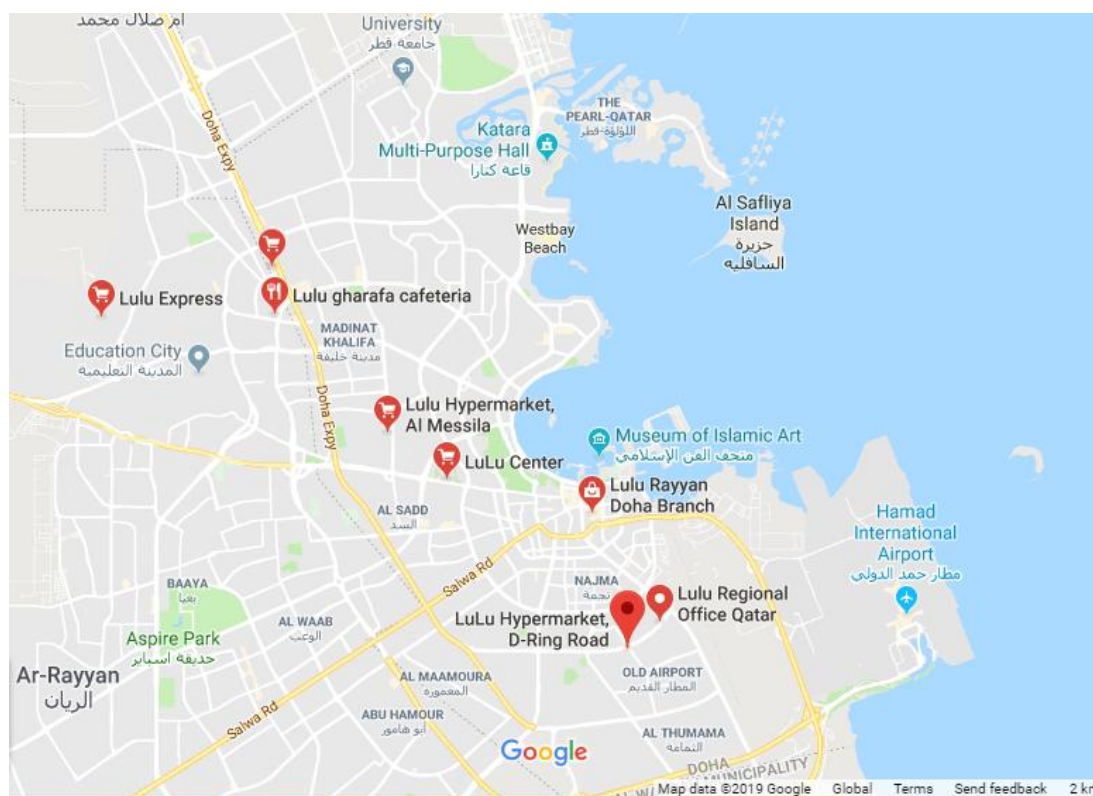 ام صلال محمد
University
جامعة قطر
Doha Expy
THE
PEARL-QATAR
اللؤلؤة-قطر
Katara
Multi-Purpose Hall
قاعة كتارا
Al Safliya
Island
جزيرة
السافليه
Westbay
Beach
Lulu Express
Lulu gharafa cafeteria
MADINAT
KHALIFA
مدينة خليفة
Education City
المدينة التعليمية
Doha Expy
Lulu Hypermarket,
Al Messila
LuLu Center
Museum of Islamic Art
متحف الفن الإسلامي
Lulu Rayyan
Doha Branch
AL SADD
السد
Hamad
International
Airport
مطار حمد الدولي
Salwa Rd
BAAYA
بعيا
NAJMA
نجمة
Lulu Regional
Office Qatar
LuLu Hypermarket,
D-Ring Road
AL WAAB
الوعب
Aspire Park
حديقة اسباير
Ar-Rayyan
الريان
AL MAAMOURA
المعمورة
OLD AIRPORT
المطار القديم
Salwa Rd
ABU HAMOUR
أبو هامور
AL THUMAMA
الثمامه
Google
DOHA
MUNICIPALITY
Map data ©2019 Google Global Terms Send feedback 2 km